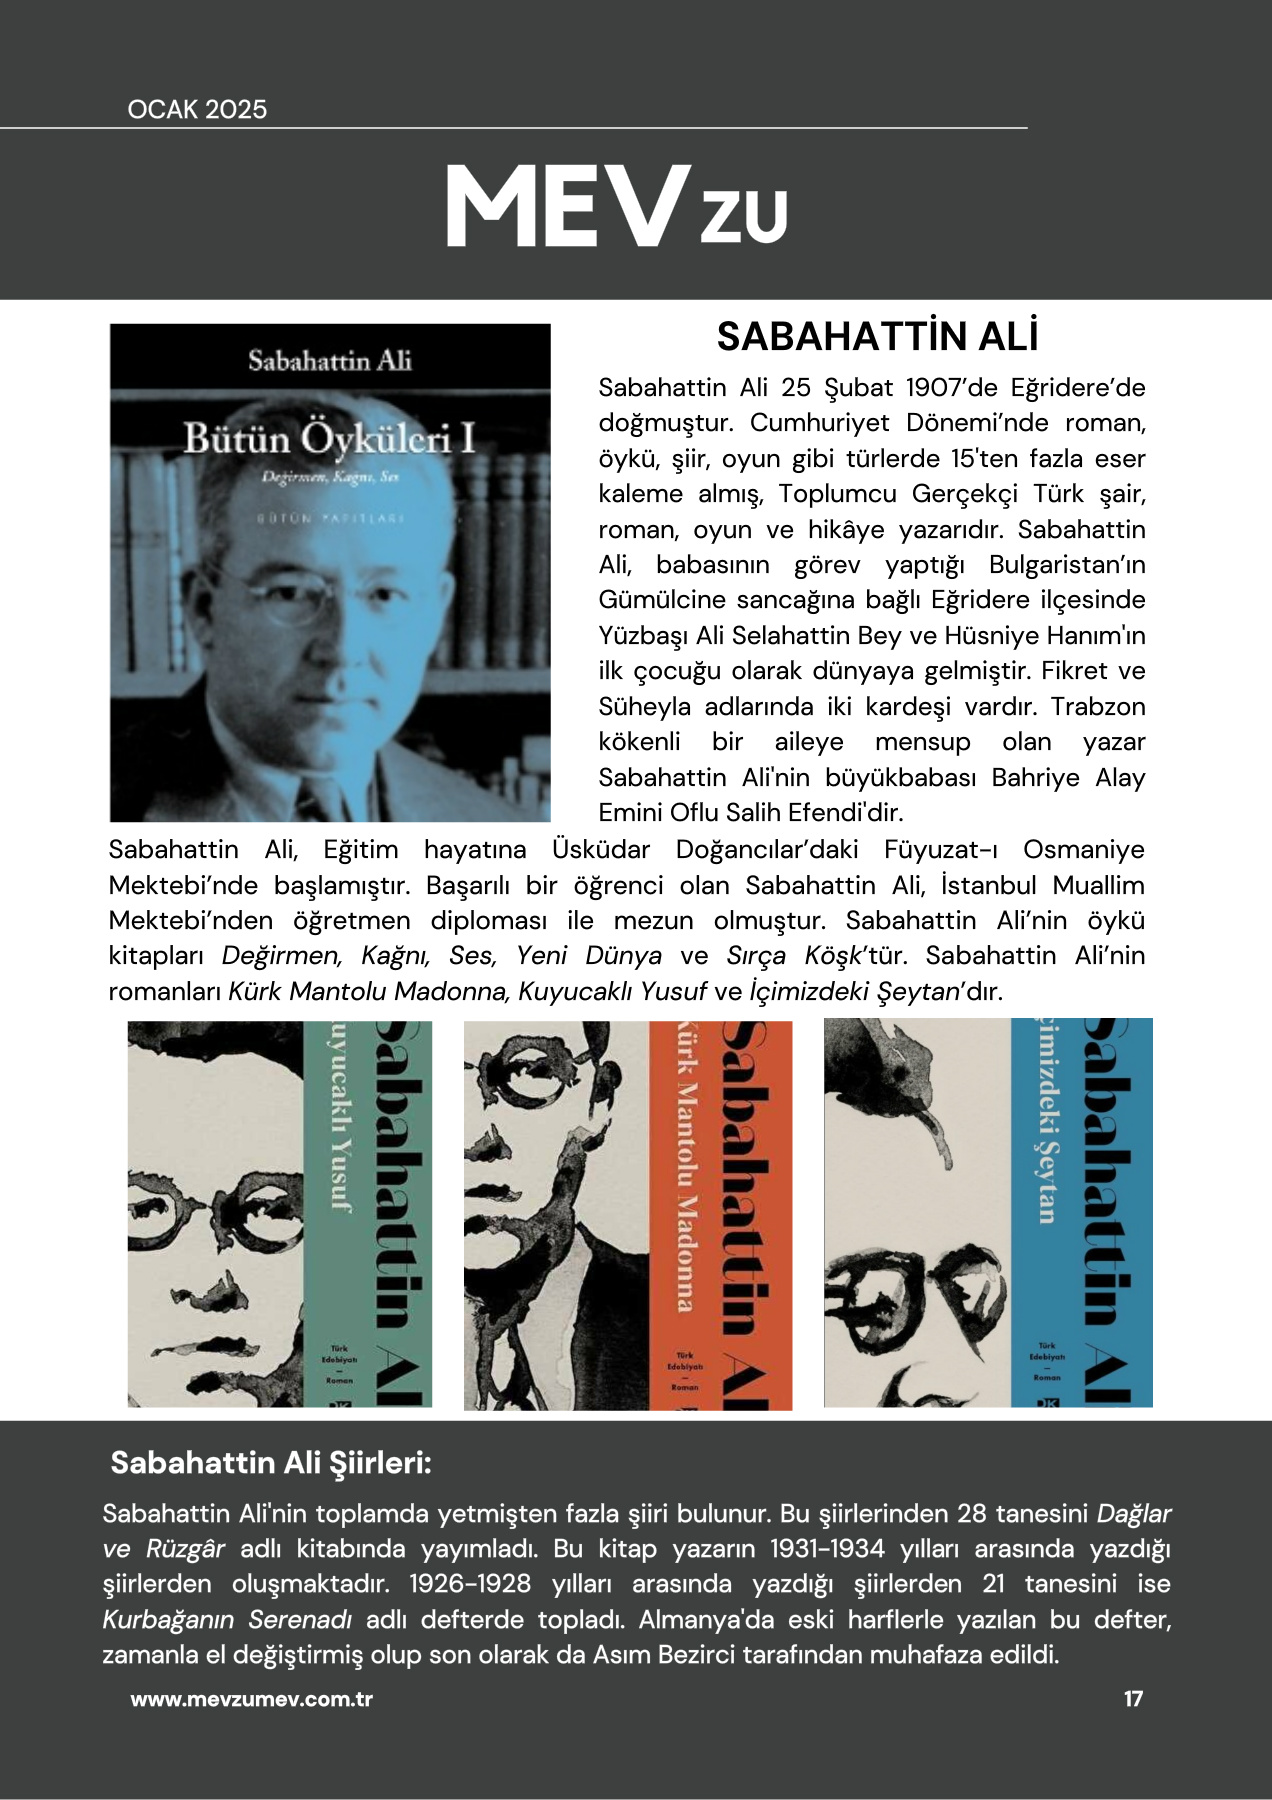 OCAK 2025
MEV zu
Sabahattin Ali
Bütün Öyküleri I
Değirmen, Kağnı, Ses
BÜTÜN YAPITLARI
SABAHATTİN ALİ
Sabahattin Ali 25 Şubat 1907’de Eğridere’de
doğmuştur. Cumhuriyet Dönemi’nde roman,
öykü, şiir, oyun gibi türlerde 15'ten fazla eser
kaleme almış, Toplumcu Gerçekçi Türk şair,
roman, oyun ve hikâye yazarıdır. Sabahattin
Ali, babasının görev yaptığı Bulgaristan’ın
Gümülcine sancağına bağlı Eğridere ilçesinde
Yüzbaşı Ali Selahattin Bey ve Hüsniye Hanım'ın
ilk çocuğu olarak dünyaya gelmiştir. Fikret ve
Süheyla adlarında iki kardeşi vardır. Trabzon
kökenli bir aileye mensup olan yazar
Sabahattin Ali'nin büyükbabası Bahriye Alay
Emini Oflu Salih Efendi'dir.
Sabahattin Ali, Eğitim hayatına Üsküdar Doğancılar’daki Füyuzat-ı Osmaniye
Mektebi’nde başlamıştır. Başarılı bir öğrenci olan Sabahattin Ali, İstanbul Muallim
Mektebi’nden öğretmen diploması ile mezun olmuştur. Sabahattin Ali’nin öykü
kitapları Değirmen, Kağnı, Ses, Yeni Dünya ve Sırça Köşk’tür. Sabahattin Ali’nin
romanları Kürk Mantolu Madonna, Kuyucaklı Yusuf ve İçimizdeki Şeytan’dır.
uyucaklı Yusuf
Sabahattin Al
Türk
Edebiyatı
—
Roman
DK
Kürk Mantolu Madonna
Sabahattin Al
Türk
Edebiyatı
—
Roman
çimizdeki Şeytan
Sabahattin Al
Türk
Edebiyatı
—
Roman
DK
Sabahattin Ali Şiirleri:
Sabahattin Ali'nin toplamda yetmişten fazla şiiri bulunur. Bu şiirlerinden 28 tanesini Dağlar
ve Rüzgâr adlı kitabında yayımladı. Bu kitap yazarın 1931-1934 yılları arasında yazdığı
şiirlerden oluşmaktadır. 1926-1928 yılları arasında yazdığı şiirlerden 21 tanesini ise
Kurbağanın Serenadı adlı defterde topladı. Almanya'da eski harflerle yazılan bu defter,
zamanla el değiştirmiş olup son olarak da Asım Bezirci tarafından muhafaza edildi.
www.mevzumev.com.tr
17